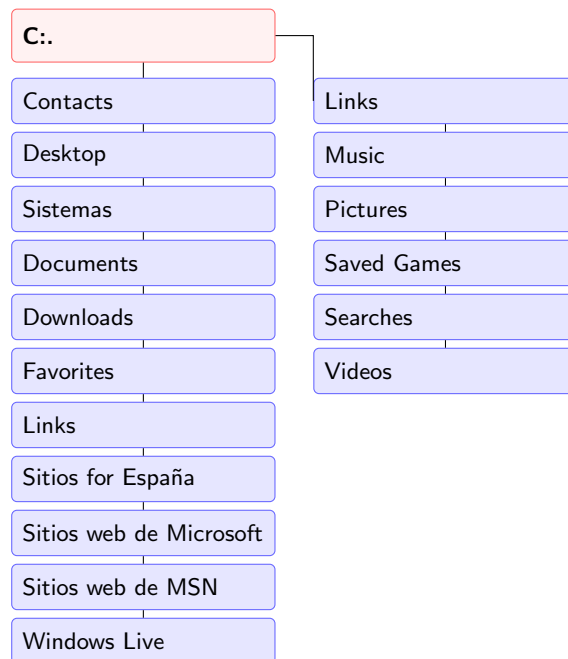 C:.
Contacts
Desktop
Sistemas
Documents
Downloads
Favorites
Links
Sitios for España
Sitios web de Microsoft
Sitios web de MSN
Windows Live
Links
Music
Pictures
Saved Games
Searches
Videos